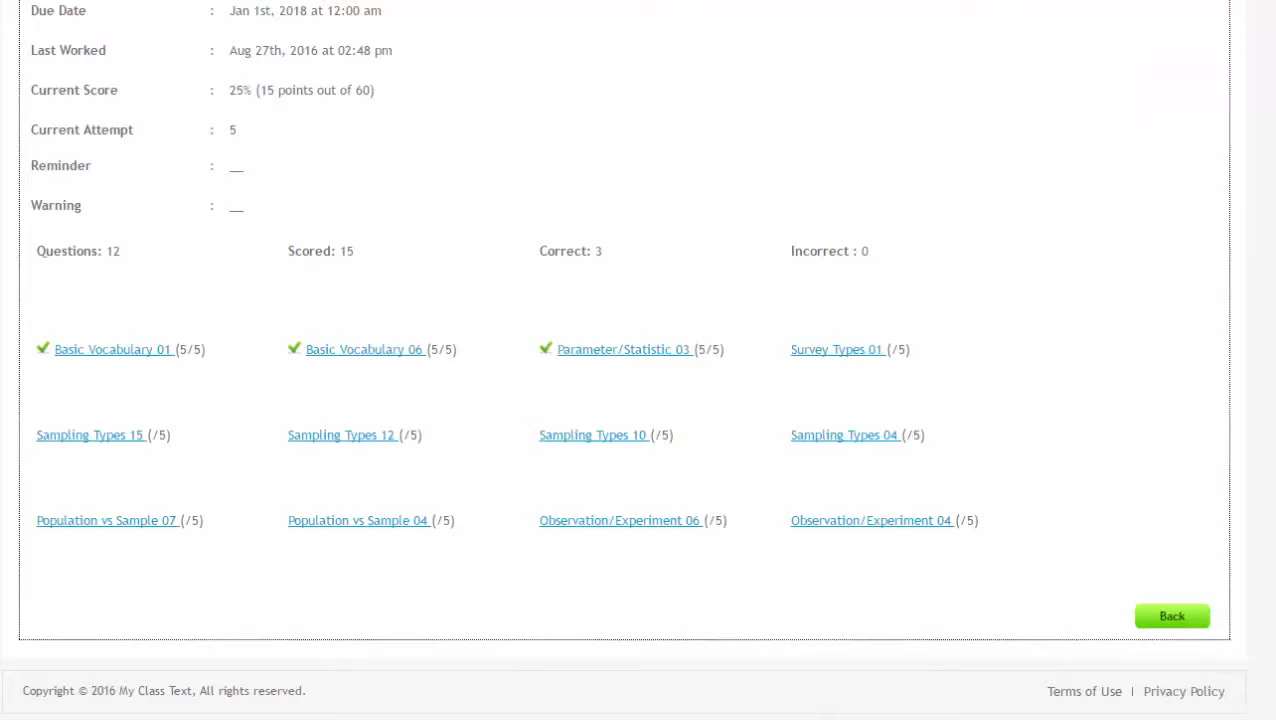 Due Date : Jan 1st, 2018 at 12:00 am
Last Worked : Aug 27th, 2016 at 02:48 pm
Current Score : 25% (15 points out of 60)
Current Attempt : 5
Reminder : __
Warning : __
Questions: 12 Scored: 15 Correct: 3 Incorrect : 0
Basic Vocabulary 01 (5/5) Basic Vocabulary 06 (5/5) Parameter/Statistic 03 (5/5) Survey Types 01 (/5)
Sampling Types 15 (/5) Sampling Types 12 (/5) Sampling Types 10 (/5) Sampling Types 04 (/5)
Population vs Sample 07 (/5) Population vs Sample 04 (/5) Observation/Experiment 06 (/5) Observation/Experiment 04 (/5)
Back
Copyright © 2016 My Class Text, All rights reserved. Terms of Use | Privacy Policy